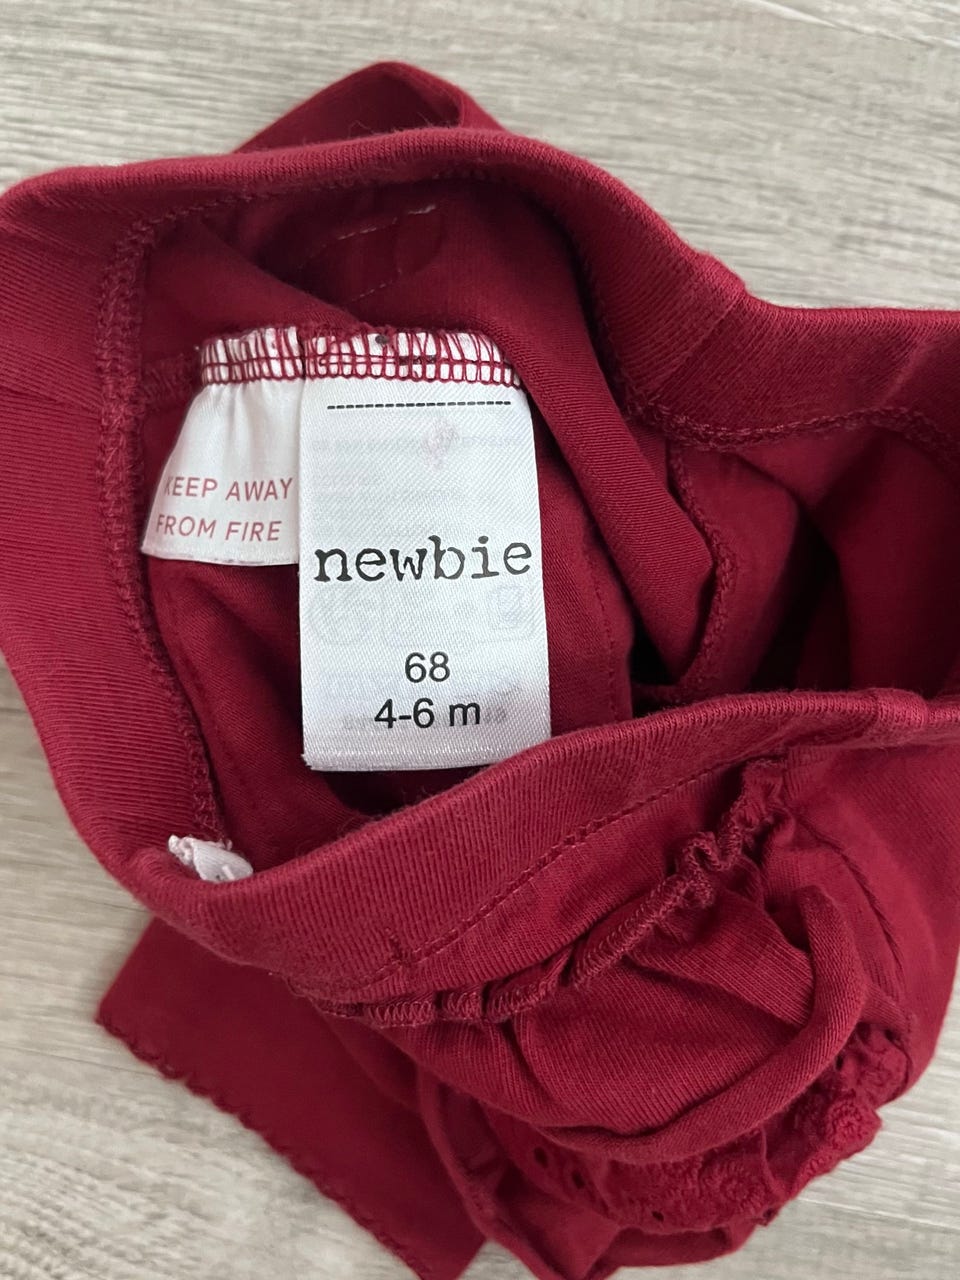 KEEP AWAY
FROM FIRE
newbie
68
4-6 m